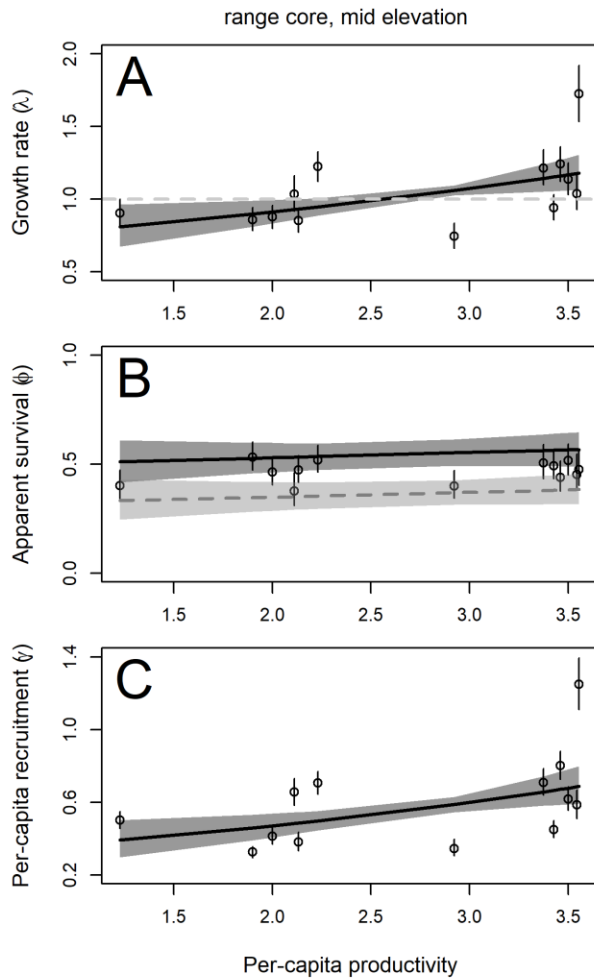 range core, mid elevation
A
Growth rate (λ)
2.0
1.5
1.0
0.5
1.5 2.0 2.5 3.0 3.5
B
Apparent survival (ϕ)
1.0
0.5
0.0
1.5 2.0 2.5 3.0 3.5
C
Per-capita recruitment (γ)
1.4
1.0
0.6
0.2
1.5 2.0 2.5 3.0 3.5
Per-capita productivity